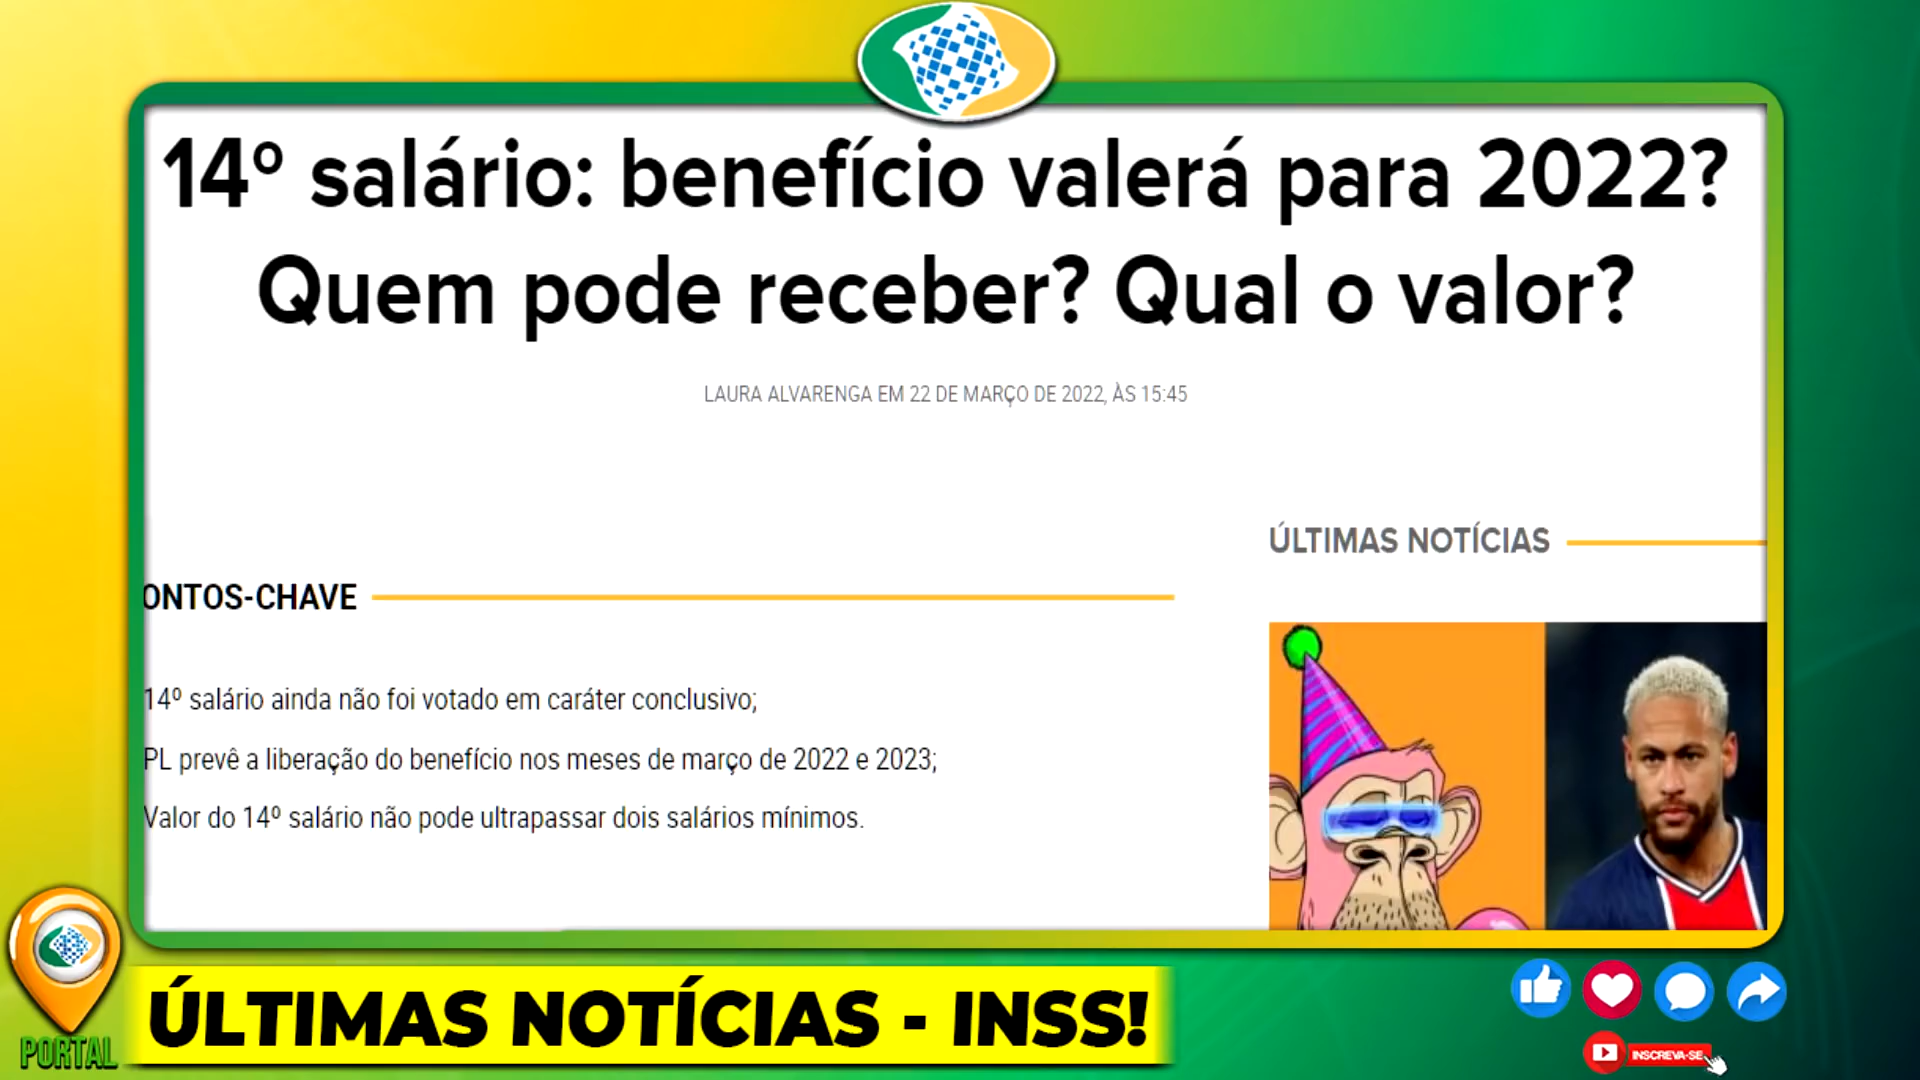 14º salário: benefício valerá para 2022?
Quem pode receber? Qual o valor?
LAURA ALVARENGA EM 22 DE MARÇO DE 2022, ÀS 15:45
ÚLTIMAS NOTÍCIAS
ONTOS-CHAVE
14º salário ainda não foi votado em caráter conclusivo;
PL prevê a liberação do benefício nos meses de março de 2022 e 2023;
Valor do 14º salário não pode ultrapassar dois salários mínimos.
PORTAL
ÚLTIMAS NOTÍCIAS - INSS!
INSCREVA-SE